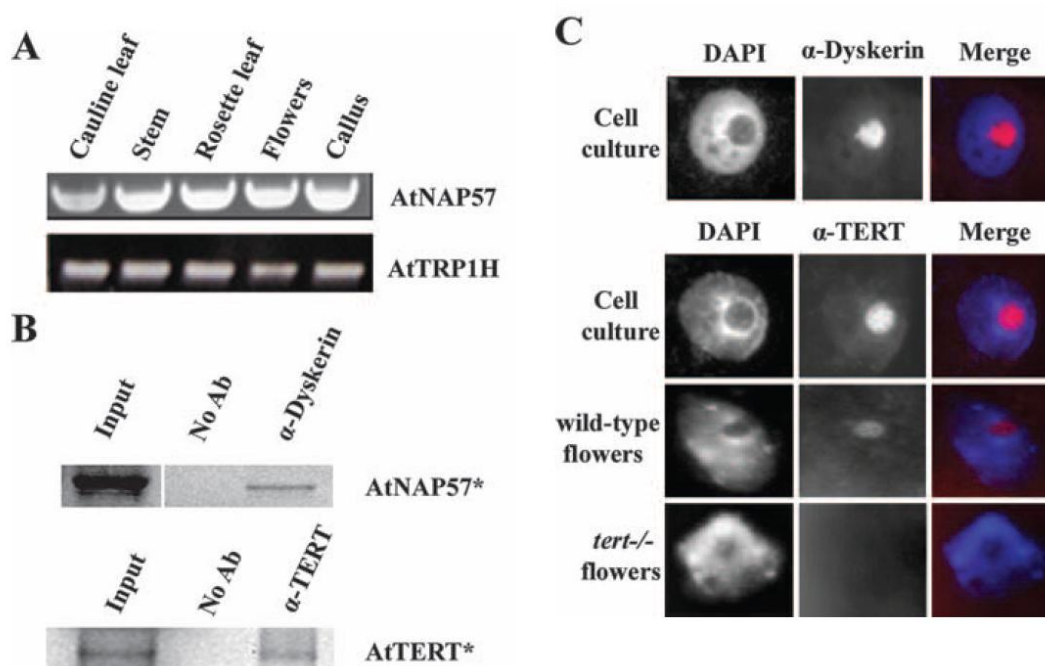 A
Cauline leaf
Stem
Rosette leaf
Flowers
Callus
AtNAP57
AtTRP1H
B
Input
No Ab
α-Dyskerin
AtNAP57*
Input
No Ab
α-TERT
AtTERT*
C
DAPI α-Dyskerin Merge
Cell
culture
DAPI α-TERT Merge
Cell
culture
wild-type
flowers
tert-/-
flowers